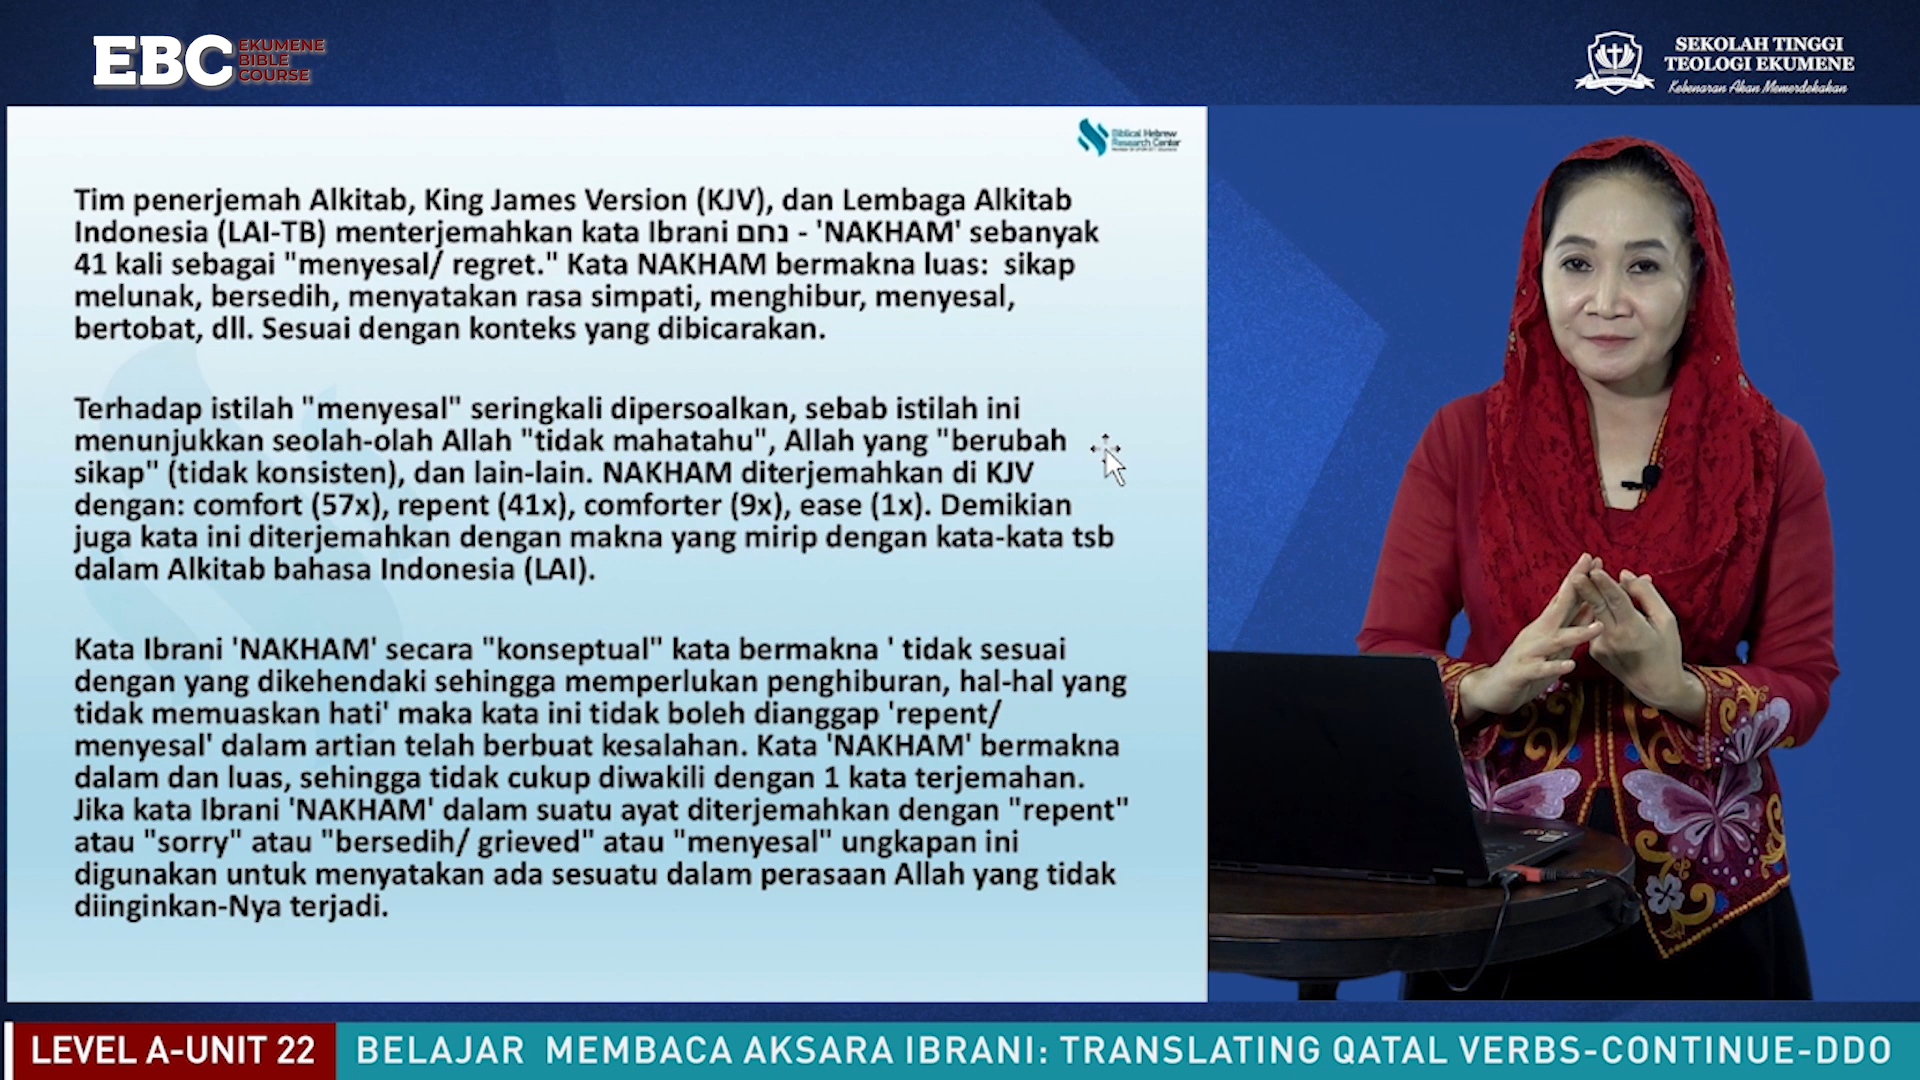 EBC
EKUMENE
BIBLE
COURSE
SEKOLAH TINGGI
TEOLOGI EKUMENE
Kebenaran Akan Memerdekakan
Biblical Hebrew
Research Center
Tim penerjemah Alkitab, King James Version (KJV), dan Lembaga Alkitab
Indonesia (LAI-TB) menterjemahkan kata Ibrani נחם - 'NAKHAM' sebanyak
41 kali sebagai "menyesal/ regret." Kata NAKHAM bermakna luas: sikap
melunak, bersedih, menyatakan rasa simpati, menghibur, menyesal,
bertobat, dll. Sesuai dengan konteks yang dibicarakan.
Terhadap istilah "menyesal" seringkali dipersoalkan, sebab istilah ini
menunjukkan seolah-olah Allah "tidak mahatahu", Allah yang "berubah
sikap" (tidak konsisten), dan lain-lain. NAKHAM diterjemahkan di KJV
dengan: comfort (57x), repent (41x), comforter (9x), ease (1x). Demikian
juga kata ini diterjemahkan dengan makna yang mirip dengan kata-kata tsb
dalam Alkitab bahasa Indonesia (LAI).
Kata Ibrani 'NAKHAM' secara "konseptual" kata bermakna ' tidak sesuai
dengan yang dikehendaki sehingga memperlukan penghiburan, hal-hal yang
tidak memuaskan hati' maka kata ini tidak boleh dianggap 'repent/
menyesal' dalam artian telah berbuat kesalahan. Kata 'NAKHAM' bermakna
dalam dan luas, sehingga tidak cukup diwakili dengan 1 kata terjemahan.
Jika kata Ibrani 'NAKHAM' dalam suatu ayat diterjemahkan dengan "repent"
atau "sorry" atau "bersedih/ grieved" atau "menyesal" ungkapan ini
digunakan untuk menyatakan ada sesuatu dalam perasaan Allah yang tidak
diinginkan-Nya terjadi.
LEVEL A-UNIT 22
BELAJAR MEMBACA AKSARA IBRANI: TRANSLATING QATAL VERBS-CONTINUE-DDO